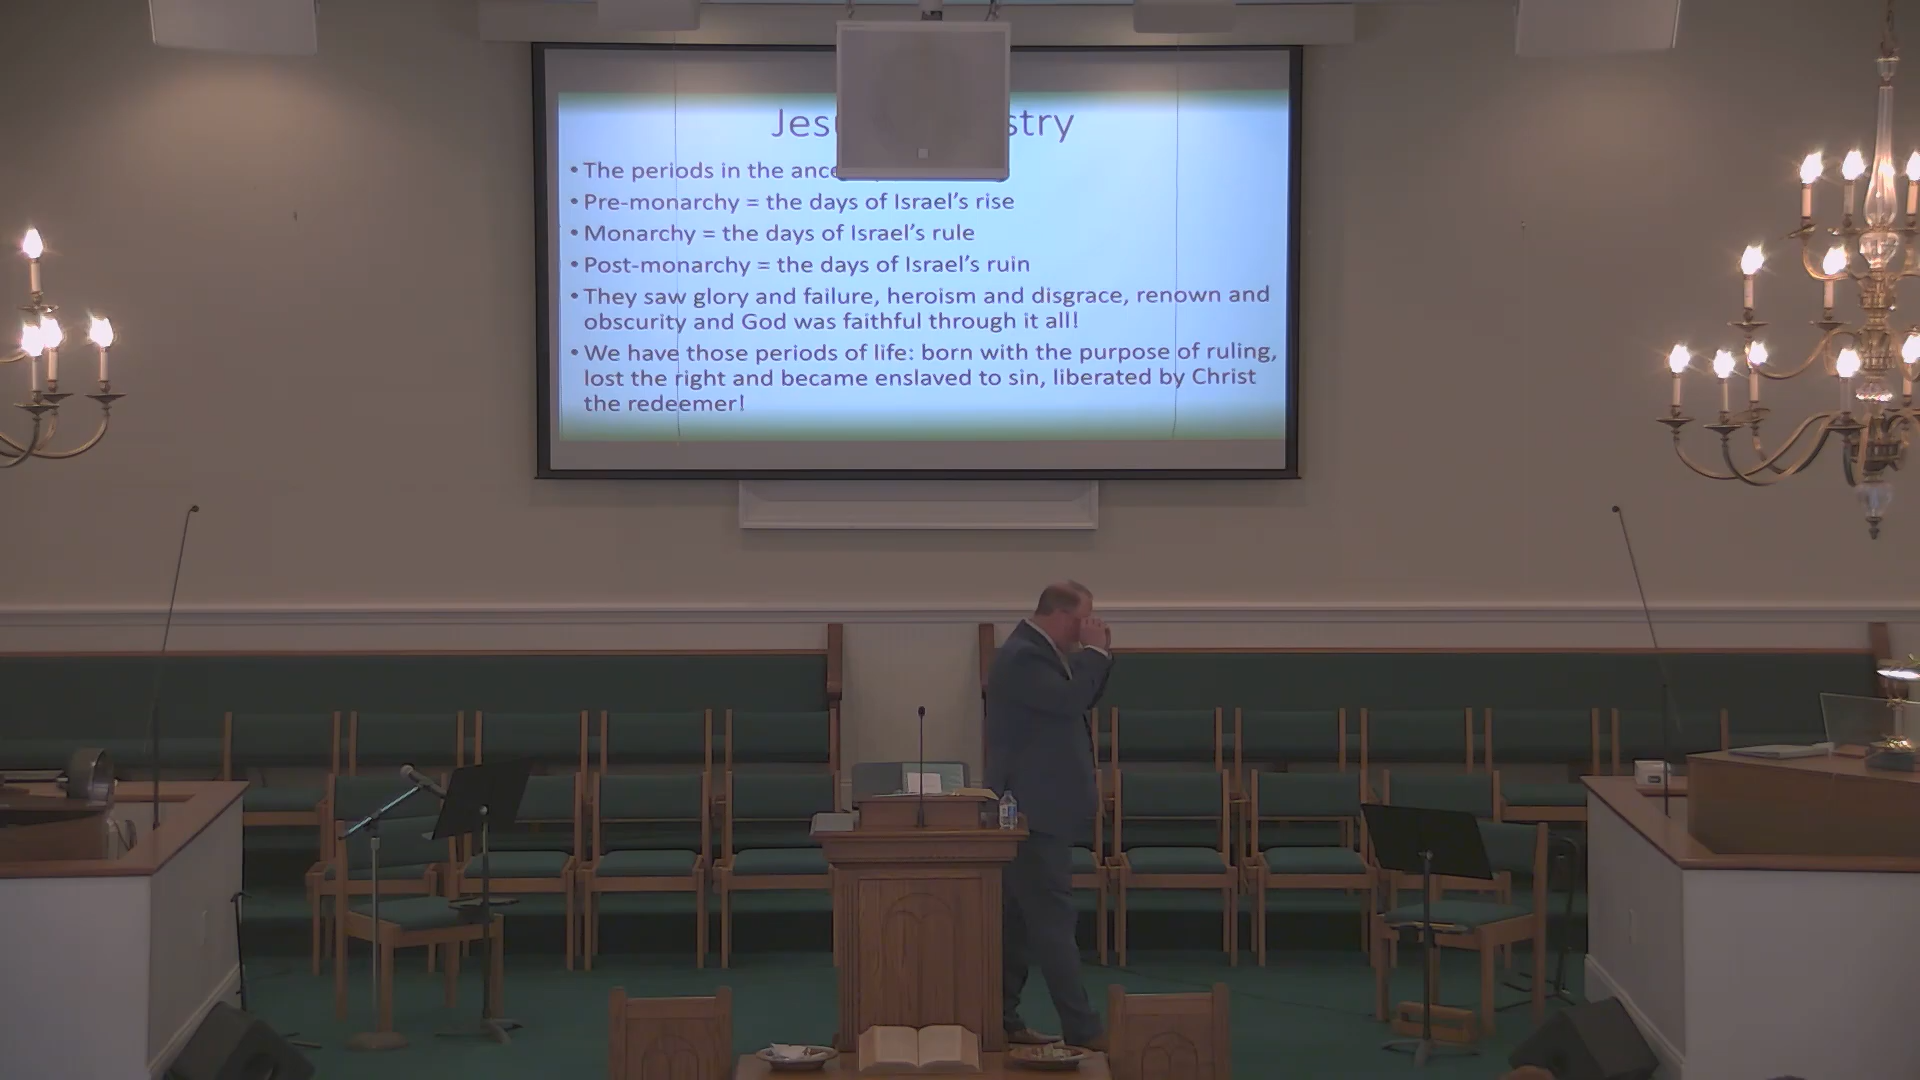 Jes stry
• The periods in the
• Pre-monarchy = the days of Israel's rise
• Monarchy = the days of Israel's rule
• Post-monarchy = the days of Israel's ruin
• They saw glory and failure, heroism and disgrace, renown and
obscurity and God was faithful through it all!
• We have those periods of life: born with the purpose of ruling,
lost the right and became enslaved to sin, liberated by Christ
the redeemer!